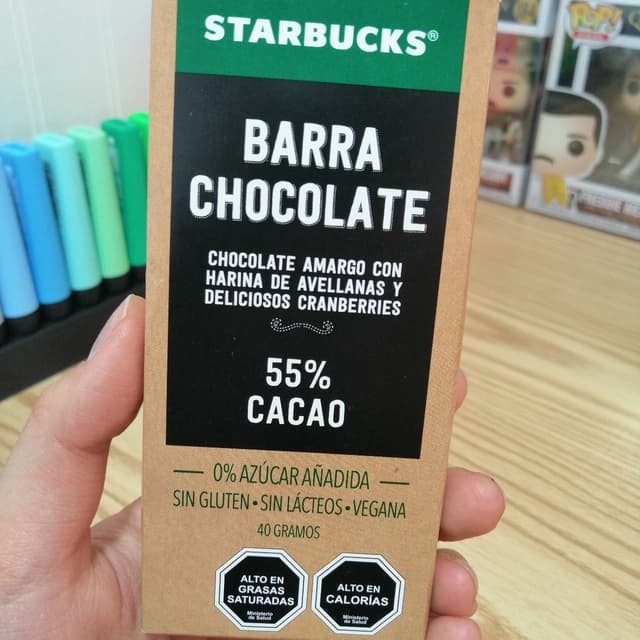 STARBUCKS®
BARRA
CHOCOLATE
CHOCOLATE AMARGO CON
HARINA DE AVELLANAS Y
DELICIOSOS CRANBERRIES
55%
CACAO
0% AZÚCAR AÑADIDA
SIN GLUTEN • SIN LÁCTEOS • VEGANA
40 GRAMOS
ALTO EN
GRASAS
SATURADAS
Ministerio
de Salud
ALTO EN
CALORÍAS
Ministerio
de Salud
POP!